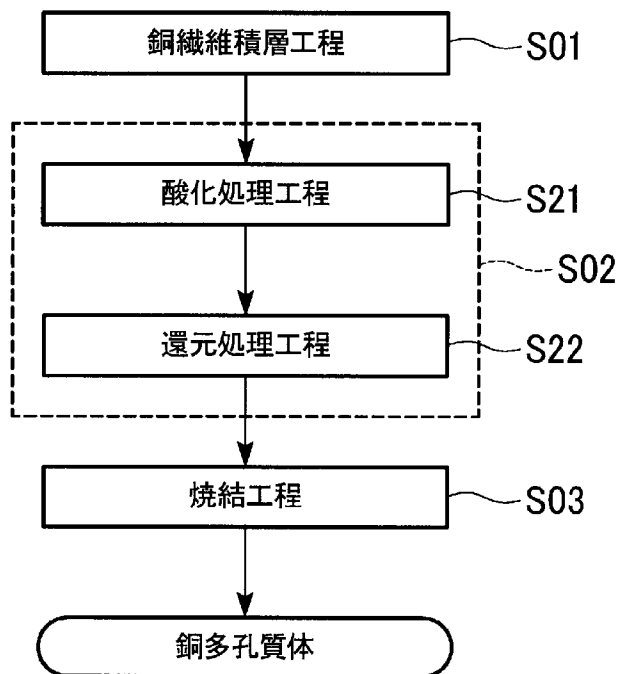 銅繊維積層工程
S01
酸化処理工程
S21
S02
還元処理工程
S22
焼結工程
S03
銅多孔質体